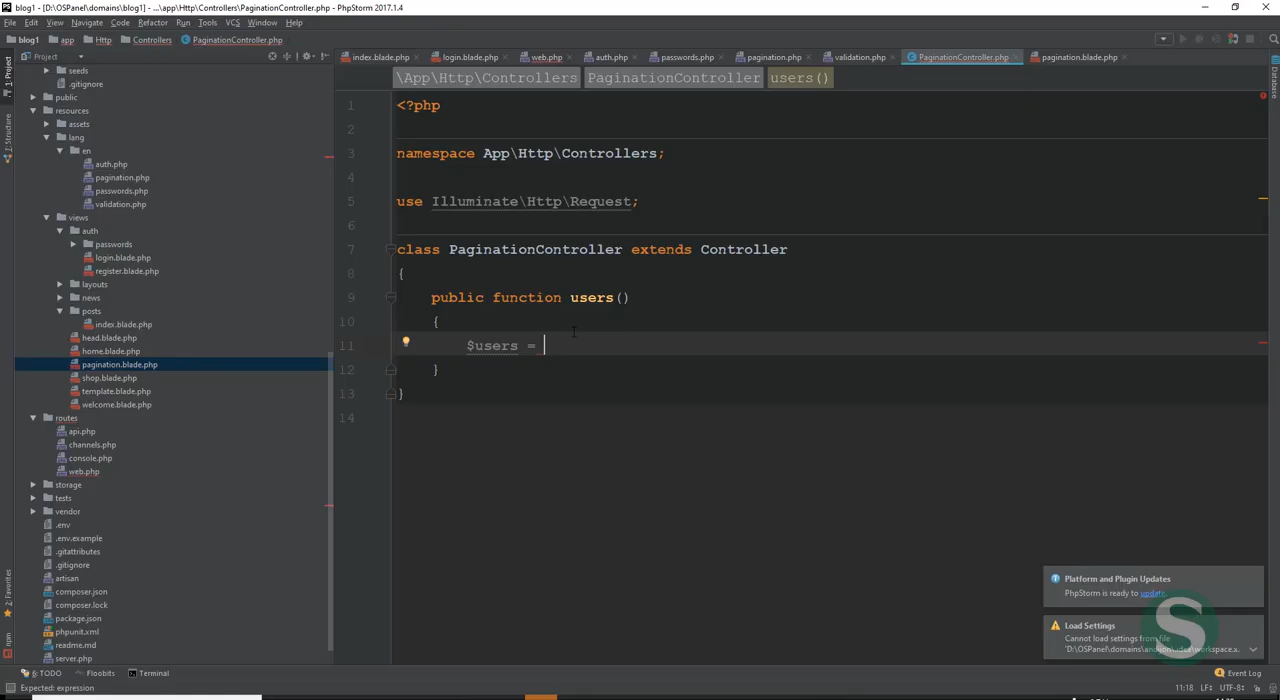 blog1 [D:\OSPanel\domains\blog1] - ...\app\Http\Controllers\PaginationController.php - PhpStorm 2017.1.4
File Edit View Navigate Code Refactor Run Tools VCS Window Help
blog1 app Http Controllers PaginationController.php
Project
index.blade.php login.blade.php web.php auth.php passwords.php pagination.php validation.php PaginationController.php pagination.blade.php
\App\Http\Controllers PaginationController users()
1: Project
Z: Structure
2: Favorites
npm
Database
seeds
.gitignore
public
resources
assets
lang
en
auth.php
pagination.php
passwords.php
validation.php
views
auth
passwords
login.blade.php
register.blade.php
layouts
news
posts
index.blade.php
head.blade.php
home.blade.php
pagination.blade.php
shop.blade.php
template.blade.php
welcome.blade.php
routes
api.php
channels.php
console.php
web.php
storage
tests
vendor
.env
.env.example
.gitattributes
.gitignore
artisan
composer.json
composer.lock
package.json
phpunit.xml
readme.md
server.php
1 <?php
2
3 namespace App\Http\Controllers;
4
5 use Illuminate\Http\Request;
6
7 class PaginationController extends Controller
8 {
9 public function users()
10 {
11 $users =
12 }
13 }
14
Platform and Plugin Updates
PhpStorm is ready to update.
Load Settings
Cannot load settings from file
S
6: TODO Floobits Terminal
Event Log
Expected: expression
11:18 LF÷ UTF-8÷